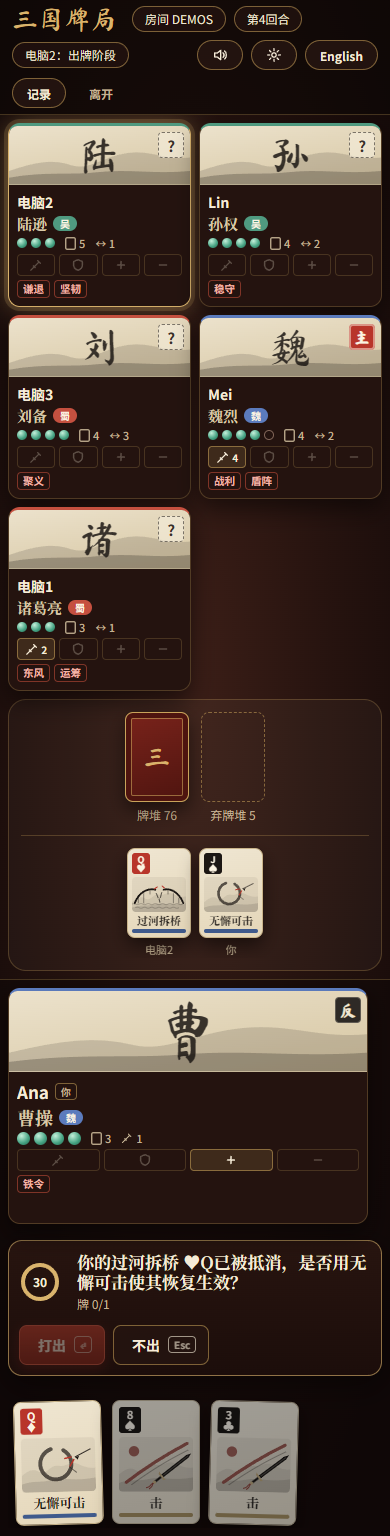 三国牌局
房间 DEMOS
第4回合
电脑2：出牌阶段
English
记录
离开
陆
?
电脑2
陆逊 吴
5 ↔1
谦退 坚韧
孙
?
Lin
孙权 吴
4 ↔2
稳守
刘
?
电脑3
刘备 蜀
4 ↔3
聚义
魏
主
Mei
魏烈 魏
4 ↔2
4
战利 盾阵
诸
?
电脑1
诸葛亮 蜀
3 ↔1
2
东风 运筹
三
牌堆 76
弃牌堆 5
Q♥
过河拆桥
电脑2
J♠
无懈可击
你
曹
反
Ana 你
曹操 魏
3 1
铁令
30
你的过河拆桥 ♥Q已被抵消，是否用无
懈可击使其恢复生效？
牌 0/1
打出 ⏎
不出 Esc
Q♦
无懈可击
8♠
击
3♣
击